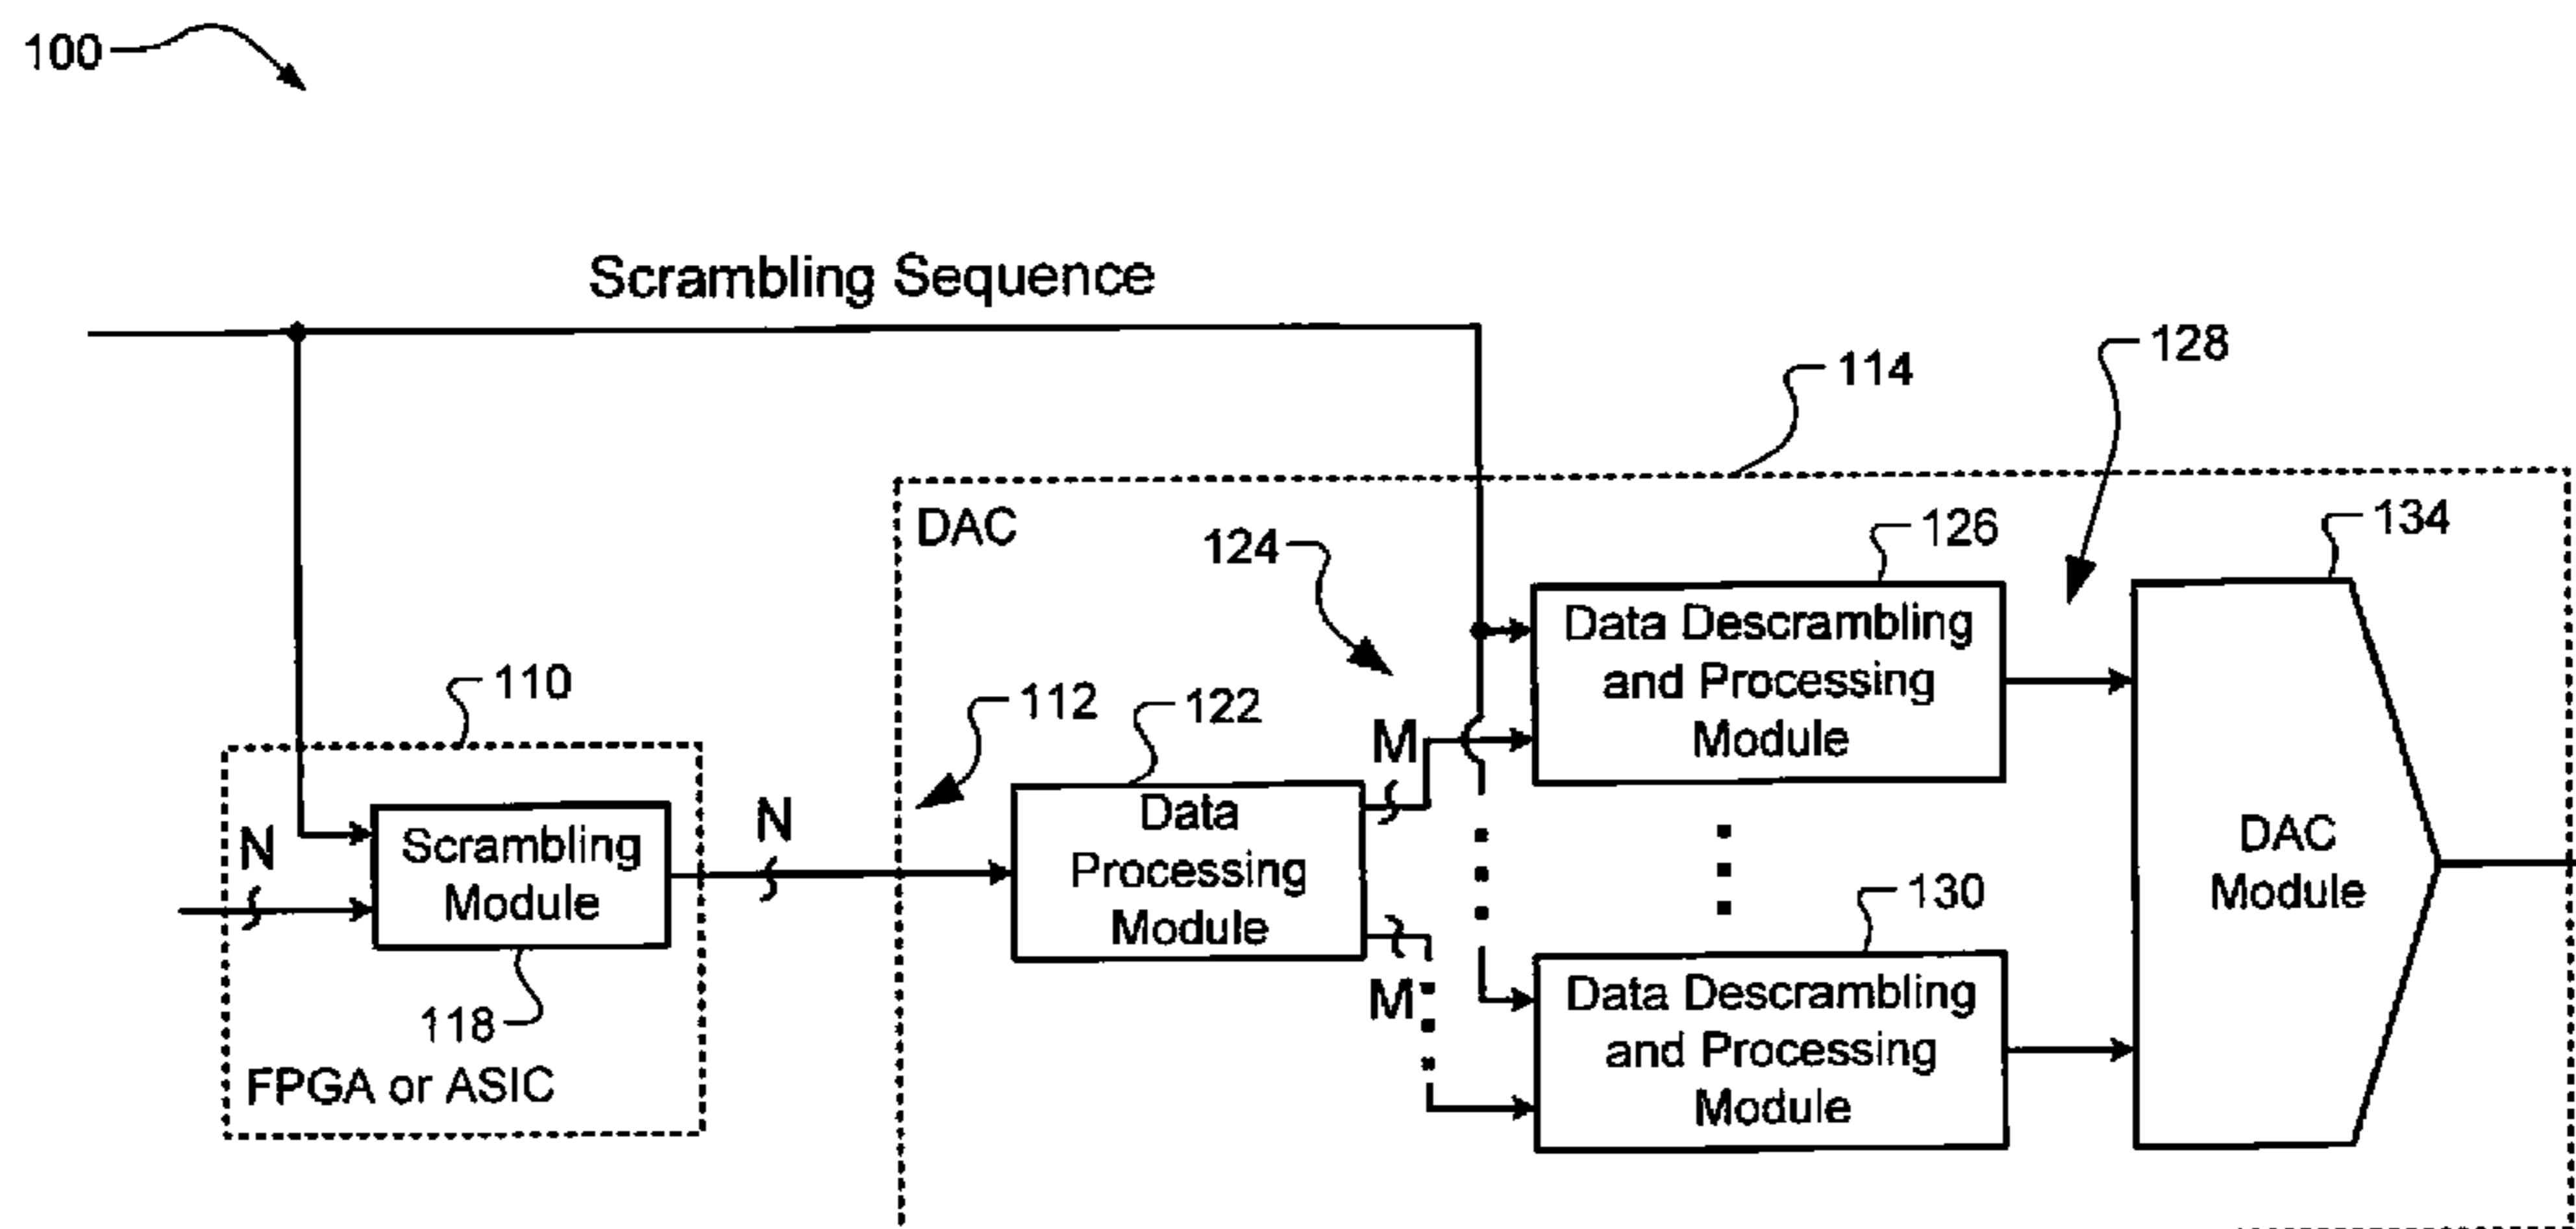 100
Scrambling Sequence
114
128
DAC
124
126
134
Data Descrambling
and Processing
Module
110
112
122
M
N
Scrambling
Module
N
Data
Processing
Module
DAC
Module
130
118
M
Data Descrambling
and Processing
Module
FPGA or ASIC